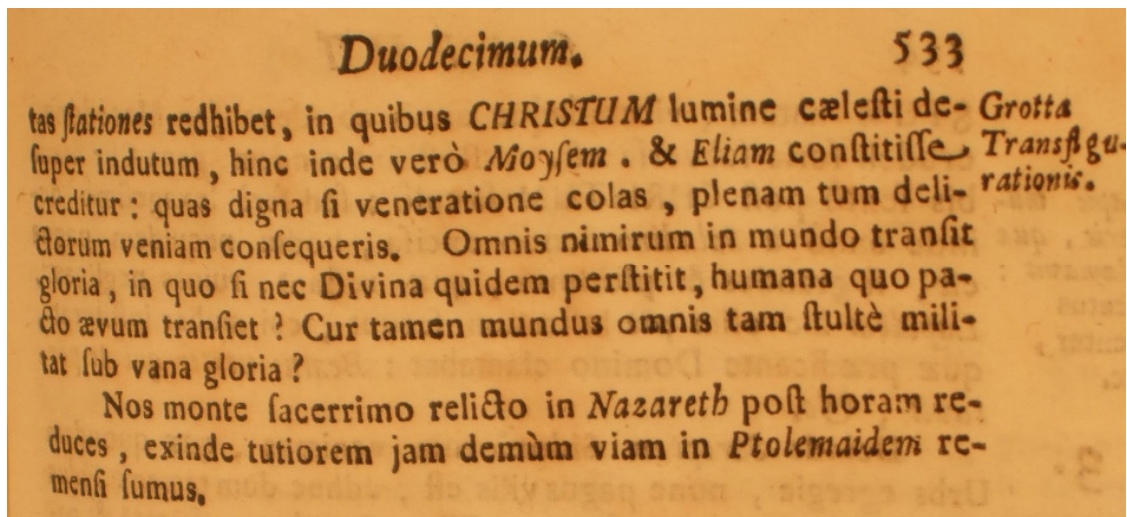 Duodecimum. 533
tas ſtationes redhibet, in quibus CHRISTUM lumine cæleſti de-
ſuper indutum, hinc inde verò Moyſem. & Eliam conſtitiſſe
creditur: quas digna ſi veneratione colas, plenam tum deli-
ctorum veniam conſequeris. Omnis nimirum in mundo tranſit
gloria, in quo ſi nec Divina quidem perſtitit, humana quo pa-
cto ævum tranſiet? Cur tamen mundus omnis tam ſtultè mili-
tat ſub vana gloria?
Nos monte ſacerrimo relicto in Nazareth poſt horam re-
duces, exinde tutiorem jam demùm viam in Ptolemaidem re-
menſi ſumus.
Grotta
Transfigu-
rationis.